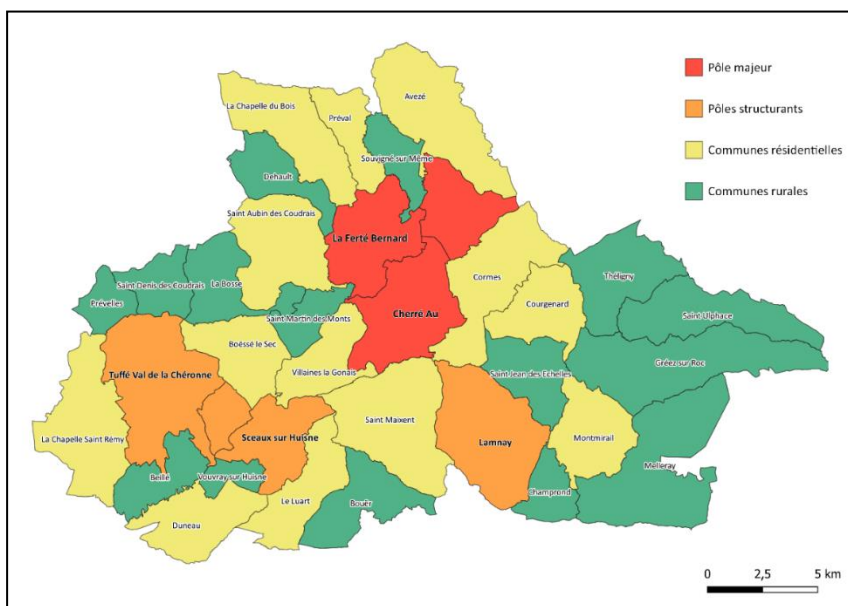 Pôle majeur
Pôles structurants
Communes résidentielles
Communes rurales
Avezé
La Chapelle du Bois
Préval
Souvigné sur Même
Dehault
Saint Aubin des Coudrais
La Ferté Bernard
Cormes
Théligny
Saint Denis des Coudrais
La Bosse
Prévelles
Courgenard
Saint Ulphace
Saint Martin des Monts
Cherré Au
Boëssé le Sec
Gréez sur Roc
Villaines la Gonais
Saint Jean des Echelles
Tuffé Val de la Chéronne
Saint Maixent
Sceaux sur Huisne
Lamnay
La Chapelle Saint Rémy
Montmirail
Melleray
Beillé
Vouvray sur Huisne
Champrond
Le Luart
Bouër
Duneau
0 2,5 5 km